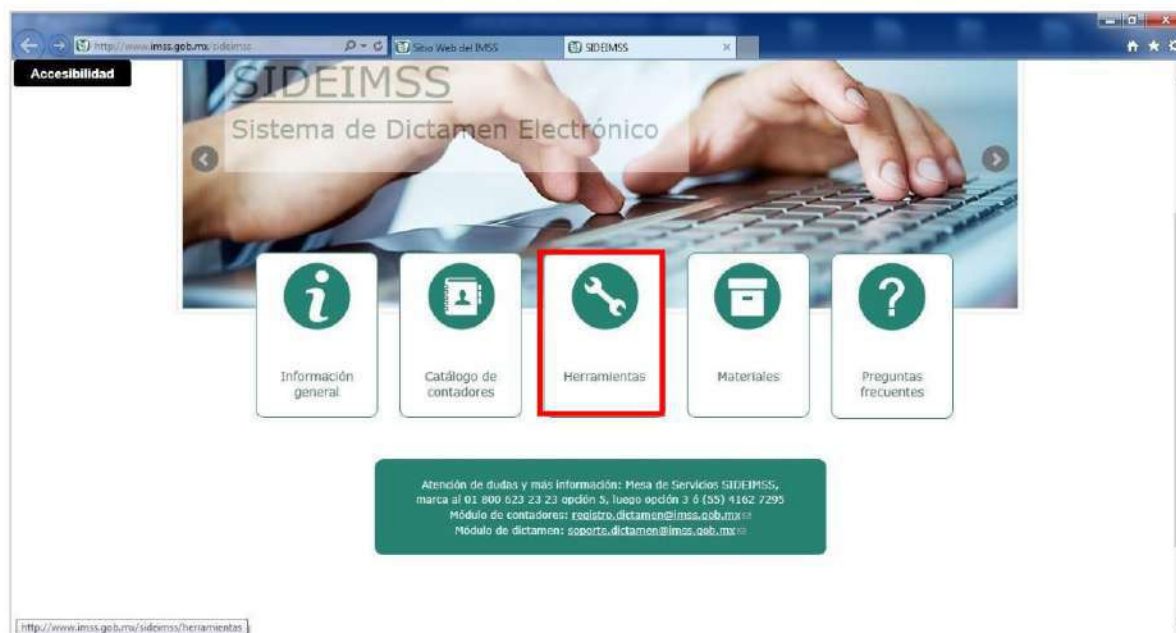 http://www.imss.gob.mx/sideimss
Sitio Web del IMSS
SIDEIMSS
Accesibilidad
SIDEIMSS
Sistema de Dictamen Electrónico
Información
general
Catálogo de
contadores
Herramientas
Materiales
Preguntas
frecuentes
Atención de dudas y más información: Mesa de Servicios SIDEIMSS,
marca al 01 800 623 23 23 opción 5, luego opción 3 ó (55) 4162 7295
Módulo de contadores: registro.dictamen@imss.gob.mx
Módulo de dictamen: soporte.dictamen@imss.gob.mx
http://www.imss.gob.mx/sideimss/herramientas